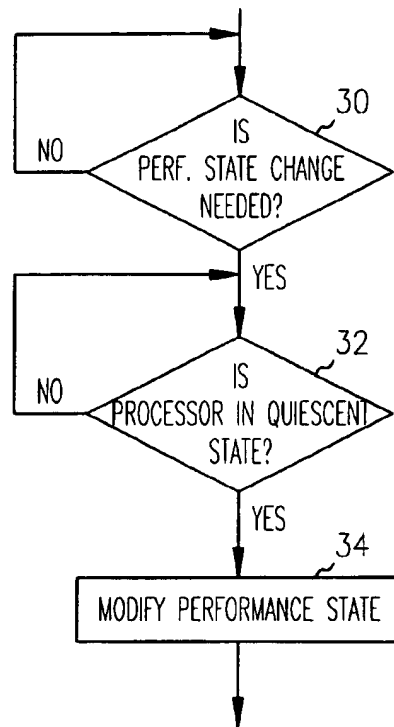 30
IS
PERF. STATE CHANGE
NEEDED?
NO
YES
32
IS
PROCESSOR IN QUIESCENT
STATE?
NO
YES
34
MODIFY PERFORMANCE STATE